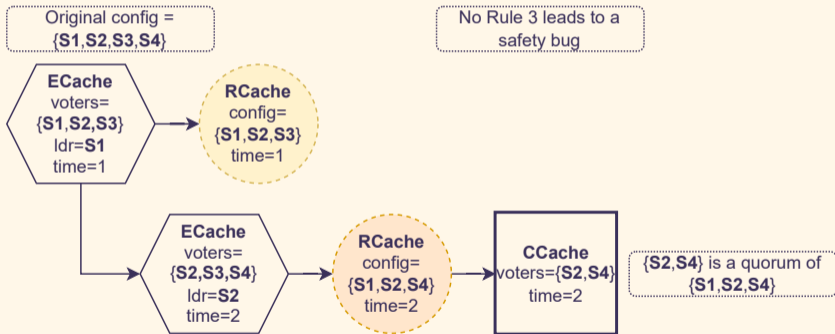 Original config =
{S1,S2,S3,S4}
No Rule 3 leads to a
safety bug
ECache
voters=
{S1,S2,S3}
ldr=S1
time=1
RCache
config=
{S1,S2,S3}
time=1
ECache
voters=
{S2,S3,S4}
ldr=S2
time=2
RCache
config=
{S1,S2,S4}
time=2
CCache
voters={S2,S4}
time=2
{S2,S4} is a quorum of
{S1,S2,S4}